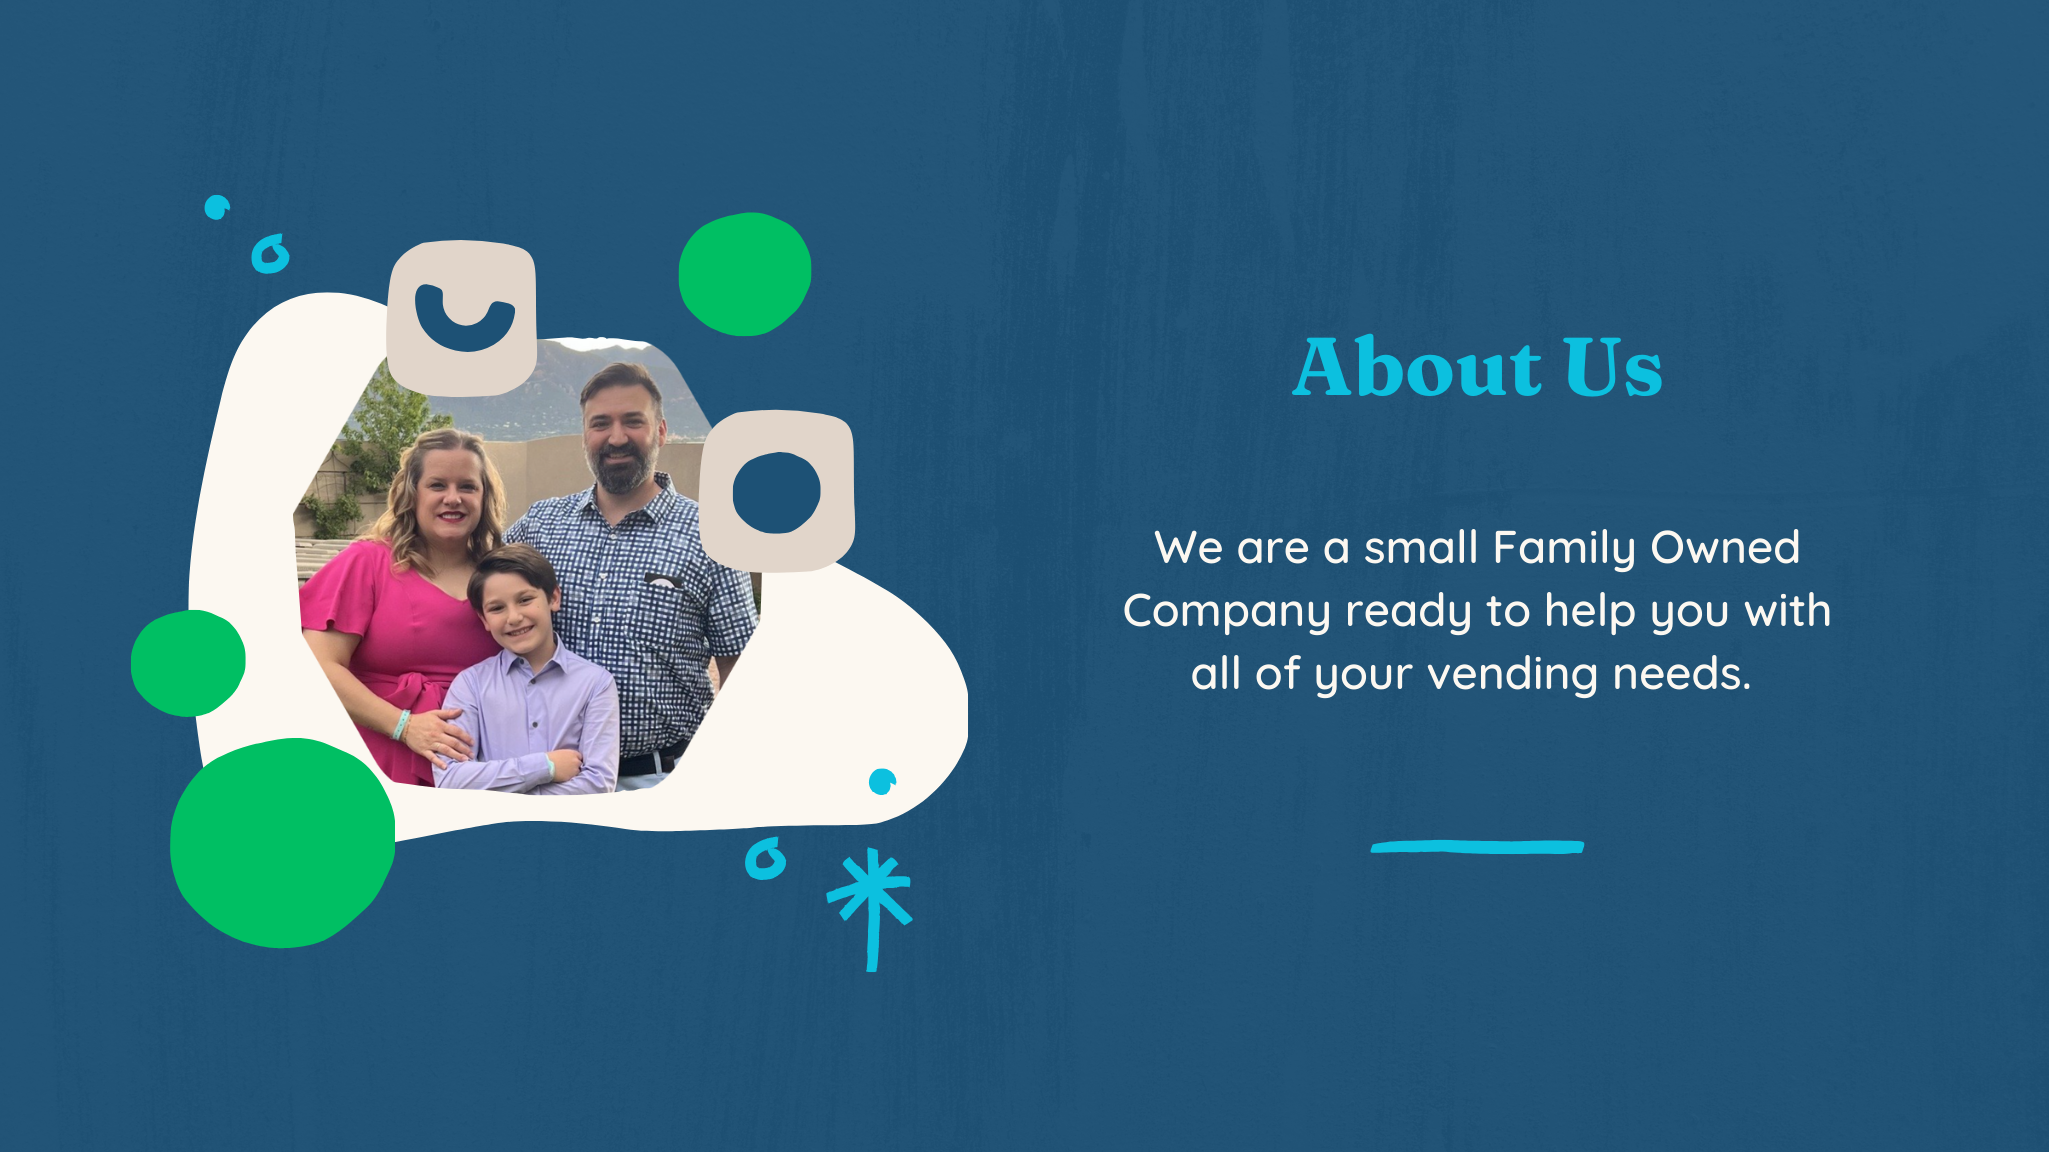 About Us
We are a small Family Owned
Company ready to help you with
all of your vending needs.